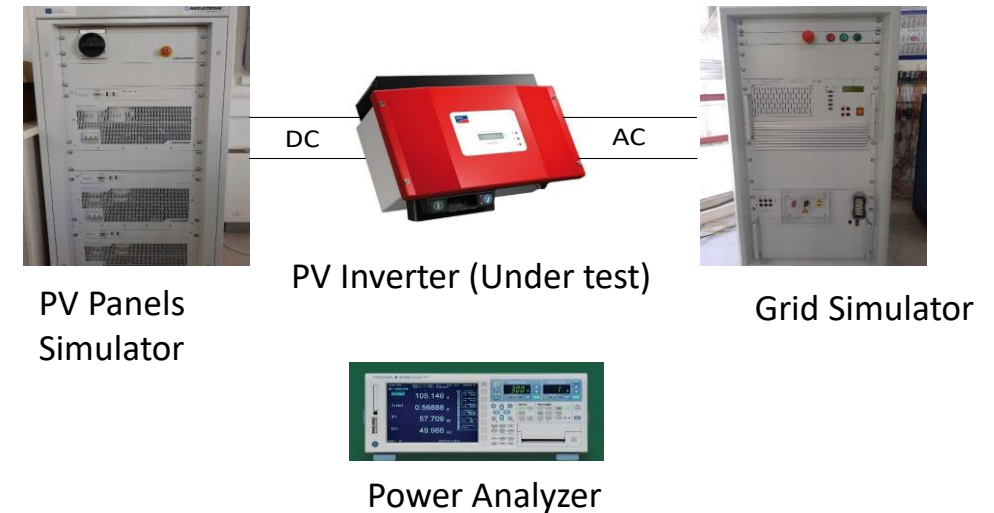 REGATRON
DC
AC
PV Inverter (Under test)
PV Panels
Simulator
Grid Simulator
105.148
0.56888
57.709
49.986
Power Analyzer